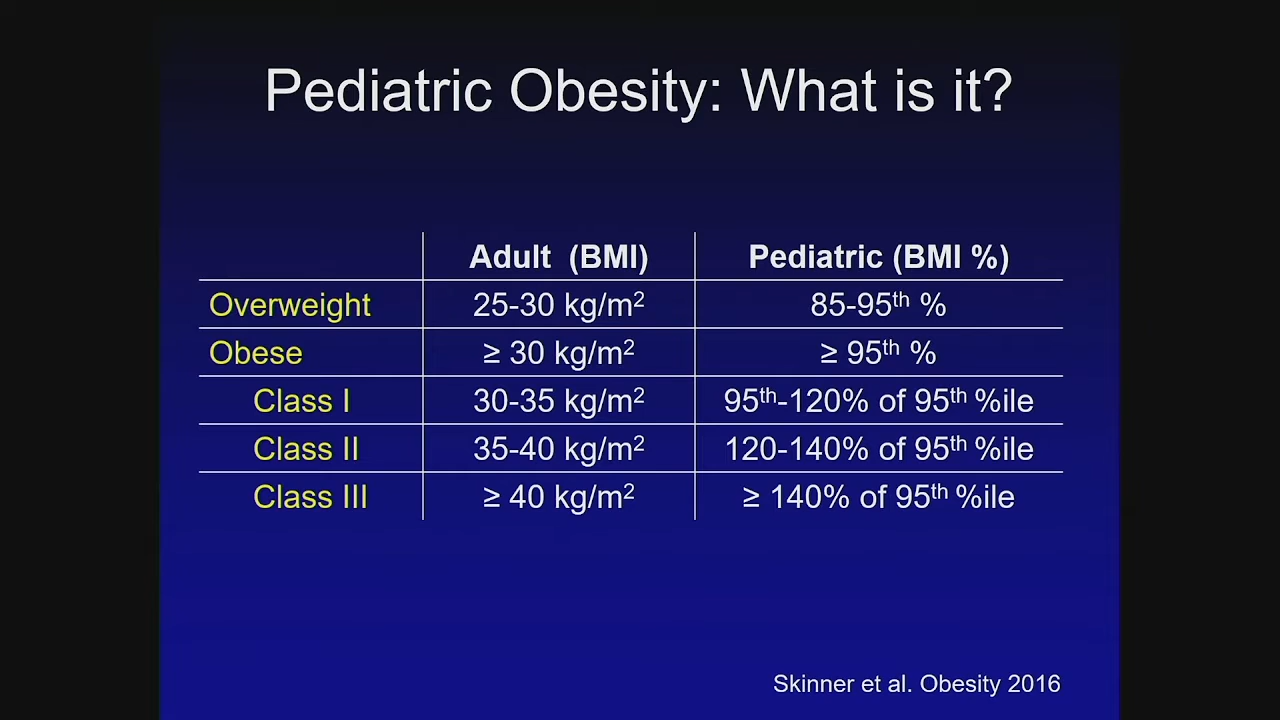 Pediatric Obesity: What is it?
Adult (BMI) Pediatric (BMI %)
Overweight 25-30 kg/m² 85-95ᵗʰ %
Obese ≥ 30 kg/m² ≥ 95ᵗʰ %
Class I 30-35 kg/m² 95ᵗʰ-120% of 95ᵗʰ %ile
Class II 35-40 kg/m² 120-140% of 95ᵗʰ %ile
Class III ≥ 40 kg/m² ≥ 140% of 95ᵗʰ %ile
Skinner et al. Obesity 2016